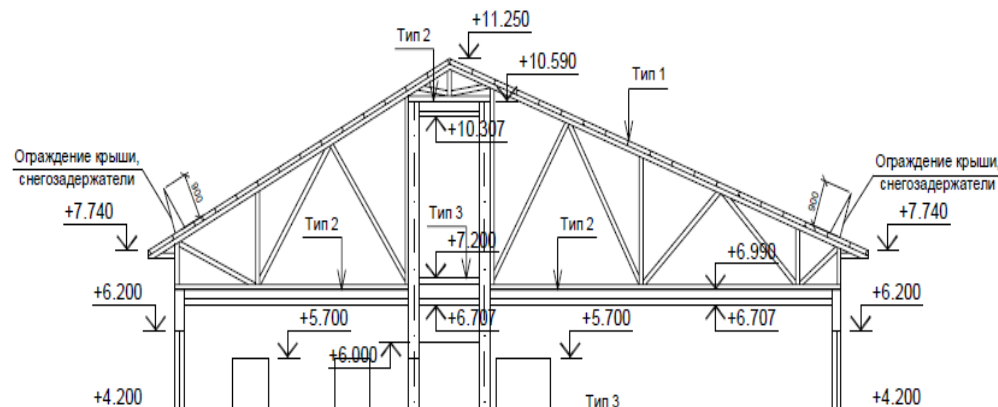 +11.250
Тип 2
+10.590
Тип 1
+10.307
Ограждение крыши,
снегозадержатели
900
Ограждение крыши,
снегозадержатели
900
+7.740
+7.740
Тип 2
Тип 3
Тип 2
+7.200
+6.990
+6.200
+6.200
+5.700
+6.707
+5.700
+6.707
+6.000
+4.200
Тип 3
+4.200